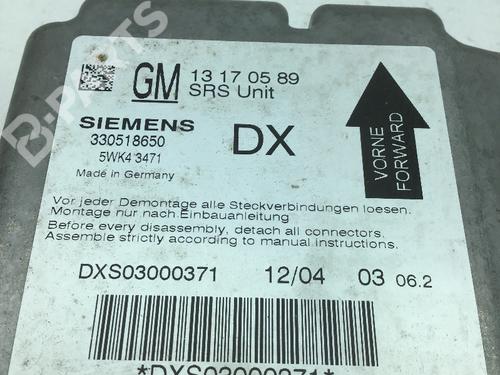 B-PARTS
GM 13 17 05 89
SRS Unit
SIEMENS DX
330518650
5WK4 3471
Made in Germany
VORNE
FORWARD
Vor jeder Demontage alle Steckverbindungen loesen.
Montage nur nach Einbauanleitung
Before every disassembly, detach all connectors.
Assemble strictly according to manual instructions.
DXS03000371 12/04 03 06.2
*DXS03000371*